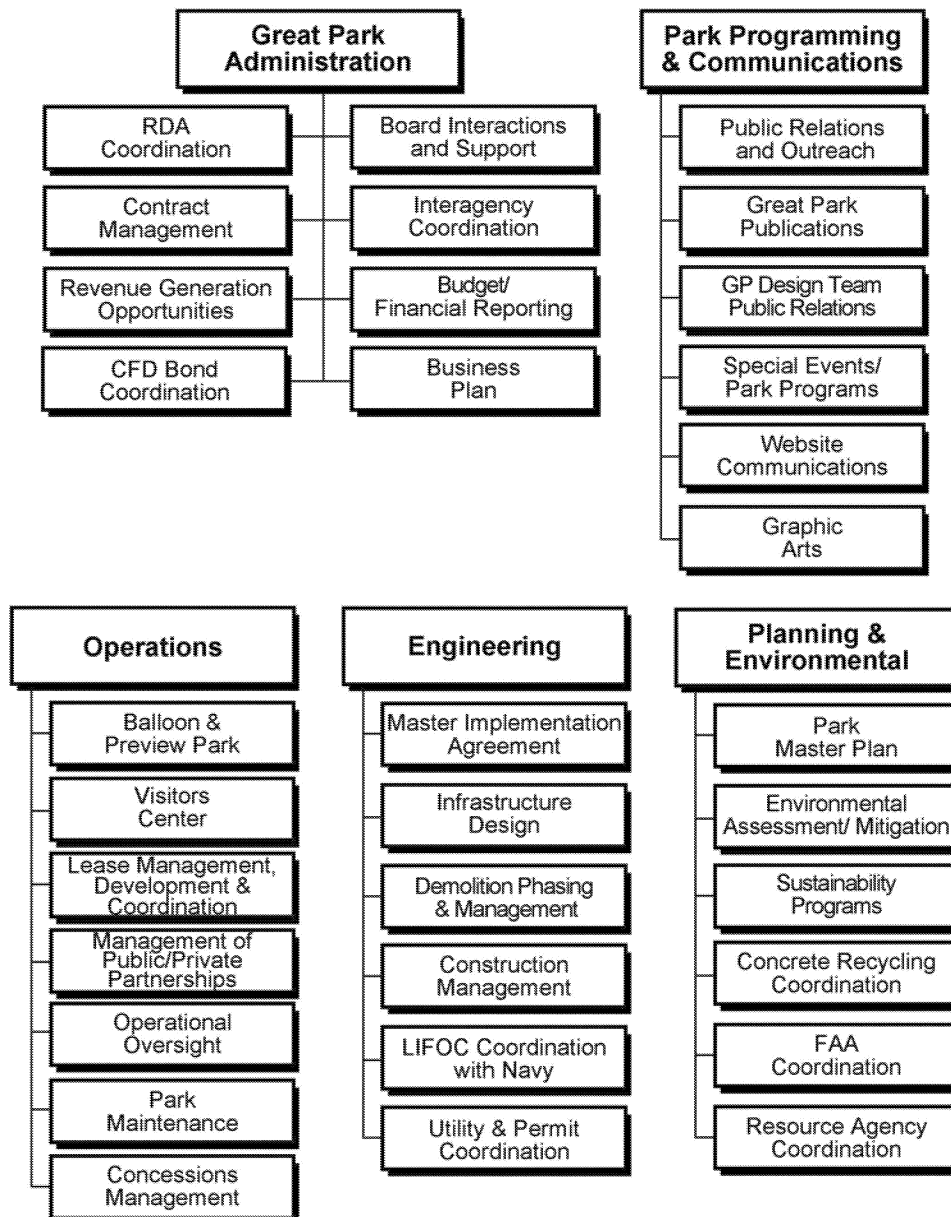 Great Park
Administration
RDA
Coordination
Board Interactions
and Support
Contract
Management
Interagency
Coordination
Revenue Generation
Opportunities
Budget/
Financial Reporting
CFD Bond
Coordination
Business
Plan
Park Programming
& Communications
Public Relations
and Outreach
Great Park
Publications
GP Design Team
Public Relations
Special Events/
Park Programs
Website
Communications
Graphic
Arts
Operations
Balloon &
Preview Park
Visitors
Center
Lease Management,
Development &
Coordination
Management of
Public/Private
Partnerships
Operational
Oversight
Park
Maintenance
Concessions
Management
Engineering
Master Implementation
Agreement
Infrastructure
Design
Demolition Phasing
& Management
Construction
Management
LIFOC Coordination
with Navy
Utility & Permit
Coordination
Planning &
Environmental
Park
Master Plan
Environmental
Assessment/ Mitigation
Sustainability
Programs
Concrete Recycling
Coordination
FAA
Coordination
Resource Agency
Coordination